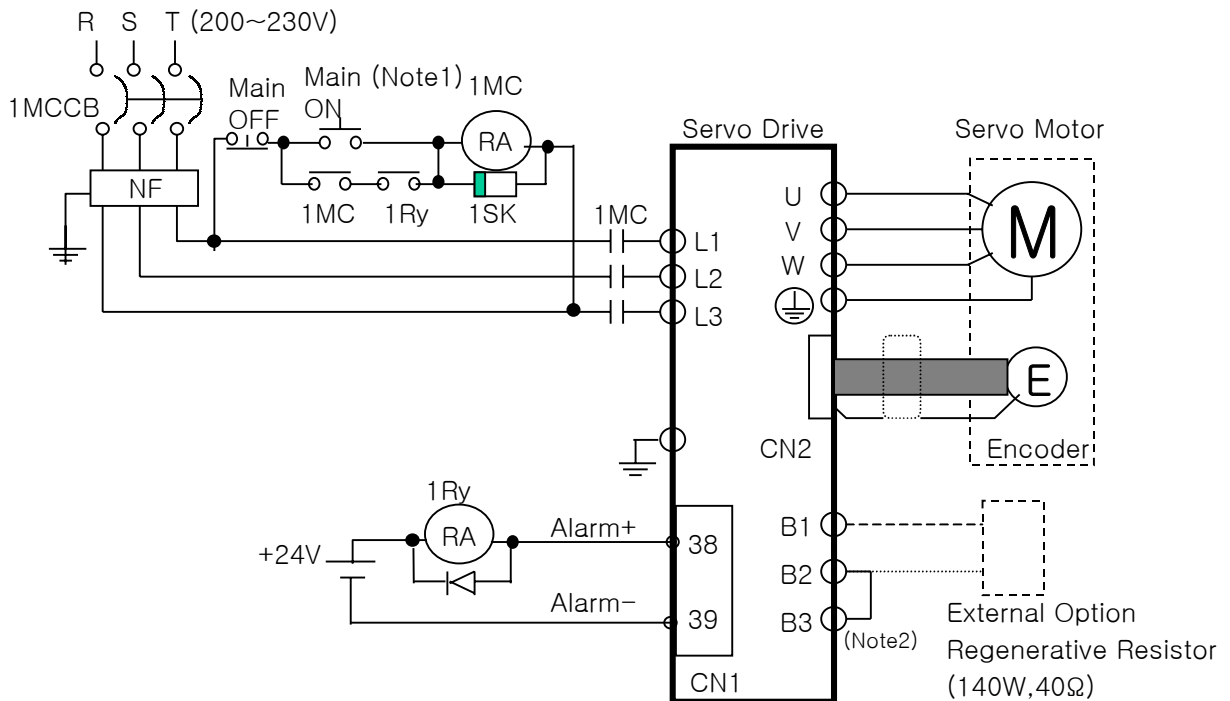 R S T (200~230V)
1MCCB
Main
OFF
Main (Note1)
ON
1MC
RA
NF
1MC
1Ry
1SK
1MC
Servo Drive
Servo Motor
L1
L2
L3
U
V
W
M
E
CN2
Encoder
1Ry
RA
+24V
Alarm+
Alarm-
38
39
CN1
B1
B2
B3
(Note2)
External Option
Regenerative Resistor
(140W,40Ω)